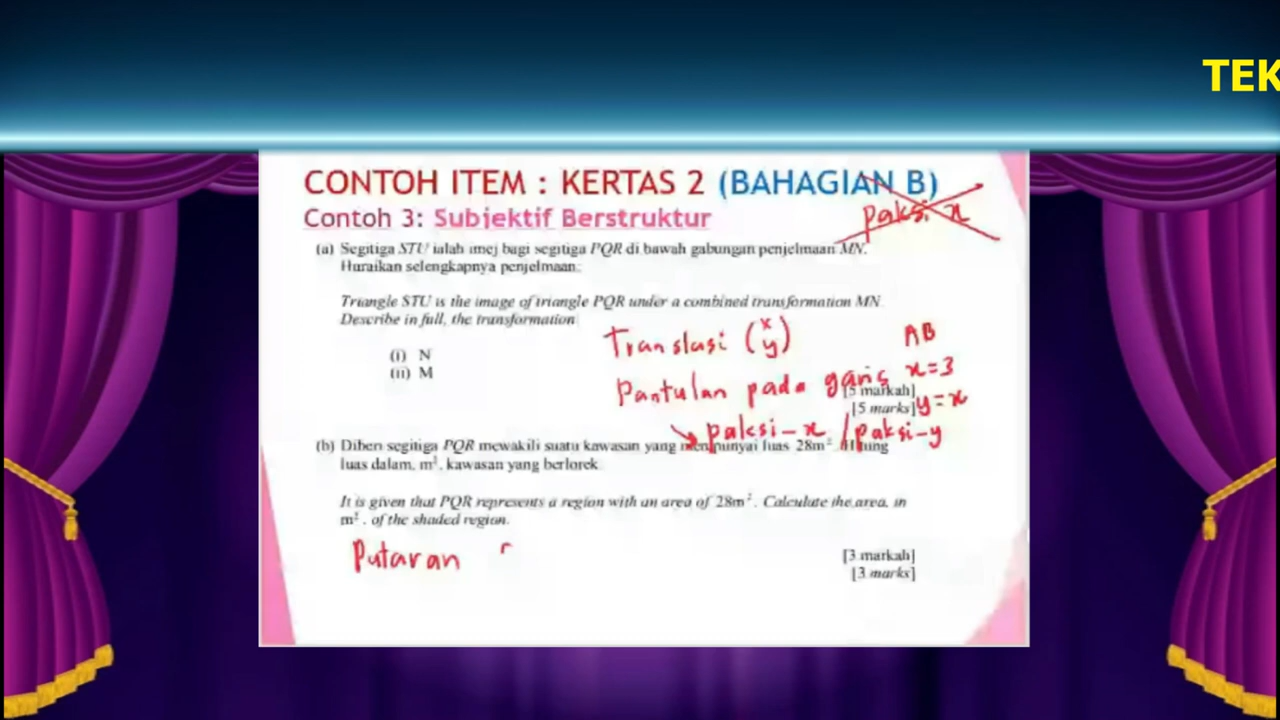 TEK
CONTOH ITEM : KERTAS 2 (BAHAGIAN B)
Contoh 3: Subjektif Berstruktur
paksi x
(a) Segitiga STU ialah imej bagi segitiga PQR di bawah gabungan penjelmaan MN.
Huraikan selengkapnya penjelmaan:
Triangle STU is the image of triangle PQR under a combined transformation MN
Describe in full, the transformation
Translasi (x y)
AB
(i) N
(ii) M
Pantulan pada garis x=3
[5 markah]
[5 marks] y=x
paksi-x / paksi-y
(b) Diberi segitiga PQR mewakili suatu kawasan yang mempunyai luas 28m². Hitung
luas dalam, m², kawasan yang berlorek
It is given that PQR represents a region with an area of 28m². Calculate the area, in
m², of the shaded region.
Putaran
[3 markah]
[3 marks]